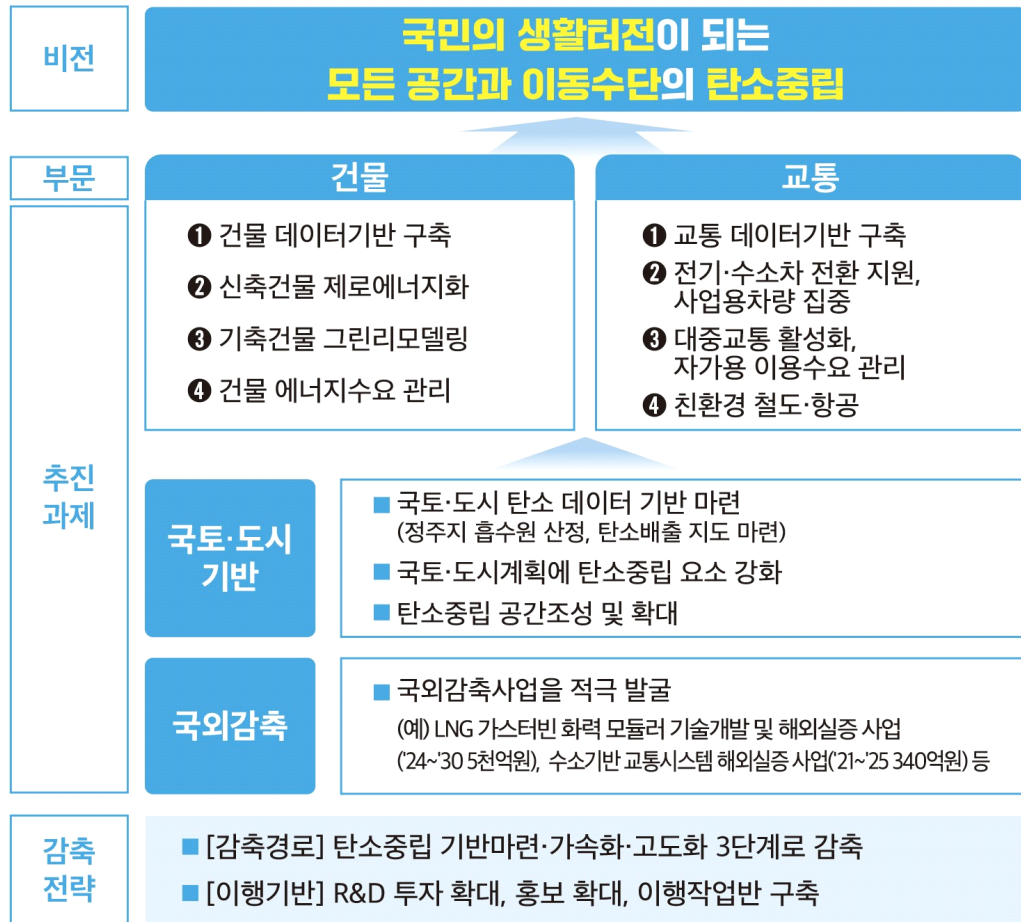 비전
국민의 생활터전이 되는
모든 공간과 이동수단의 탄소중립
부문
건물
교통
추진
과제
❶ 건물 데이터기반 구축
❷ 신축건물 제로에너지화
❸ 기축건물 그린리모델링
❹ 건물 에너지수요 관리
❶ 교통 데이터기반 구축
❷ 전기·수소차 전환 지원,
사업용차량 집중
❸ 대중교통 활성화,
자가용 이용수요 관리
❹ 친환경 철도·항공
국토·도시
기반
■ 국토·도시 탄소 데이터 기반 마련
(정주지 흡수원 산정, 탄소배출 지도 마련)
■ 국토·도시계획에 탄소중립 요소 강화
■ 탄소중립 공간조성 및 확대
국외감축
■ 국외감축사업을 적극 발굴
(예) LNG 가스터빈 화력 모듈러 기술개발 및 해외실증 사업
('24~'30 5천억원), 수소기반 교통시스템 해외실증 사업('21~'25 340억원) 등
감축
전략
■ [감축경로] 탄소중립 기반마련·가속화·고도화 3단계로 감축
■ [이행기반] R&D 투자 확대, 홍보 확대, 이행작업반 구축